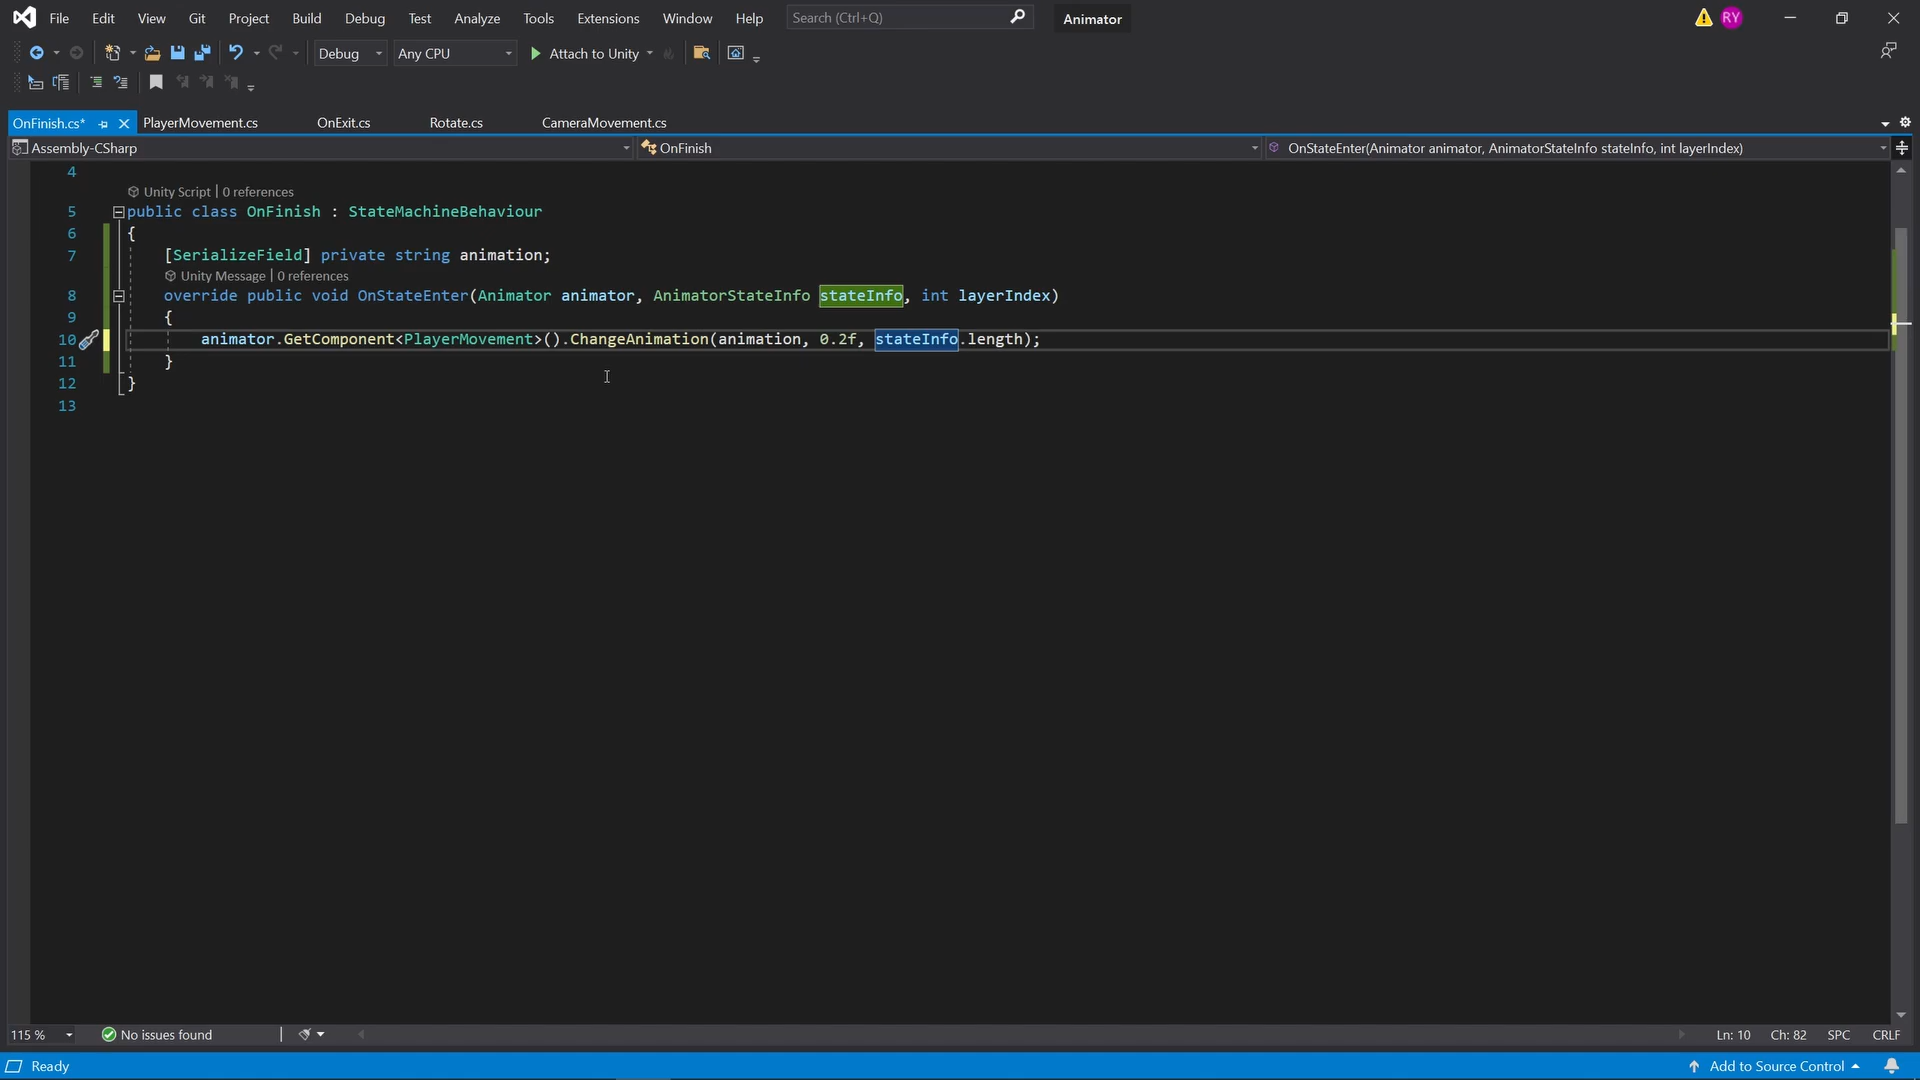 File Edit View Git Project Build Debug Test Analyze Tools Extensions Window Help Search (Ctrl+Q) Animator RY
Debug Any CPU Attach to Unity
OnFinish.cs* PlayerMovement.cs OnExit.cs Rotate.cs CameraMovement.cs
Assembly-CSharp OnFinish OnStateEnter(Animator animator, AnimatorStateInfo stateInfo, int layerIndex)
4
Unity Script | 0 references
5 public class OnFinish : StateMachineBehaviour
6 {
7 [SerializeField] private string animation;
Unity Message | 0 references
8 override public void OnStateEnter(Animator animator, AnimatorStateInfo stateInfo, int layerIndex)
9 {
10 animator.GetComponent<PlayerMovement>().ChangeAnimation(animation, 0.2f, stateInfo.length);
11 }
12 }
13
115 % No issues found Ln: 10 Ch: 82 SPC CRLF
Ready Add to Source Control